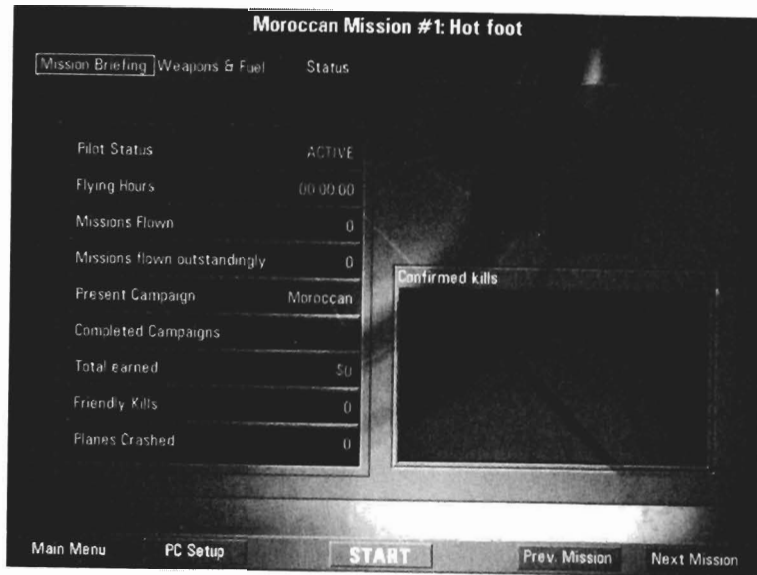 Moroccan Mission #1: Hot foot
Mission Briefing Weapons & Fuel Status
Pilot Status ACTIVE
Flying Hours 00:00:00
Missions Flown 0
Missions flown outstandingly 0
Present Campaign Moroccan
Completed Campaigns
Total earned $0
Friendly Kills 0
Planes Crashed 0
Confirmed kills
Main Menu PC Setup START Prev. Mission Next Mission